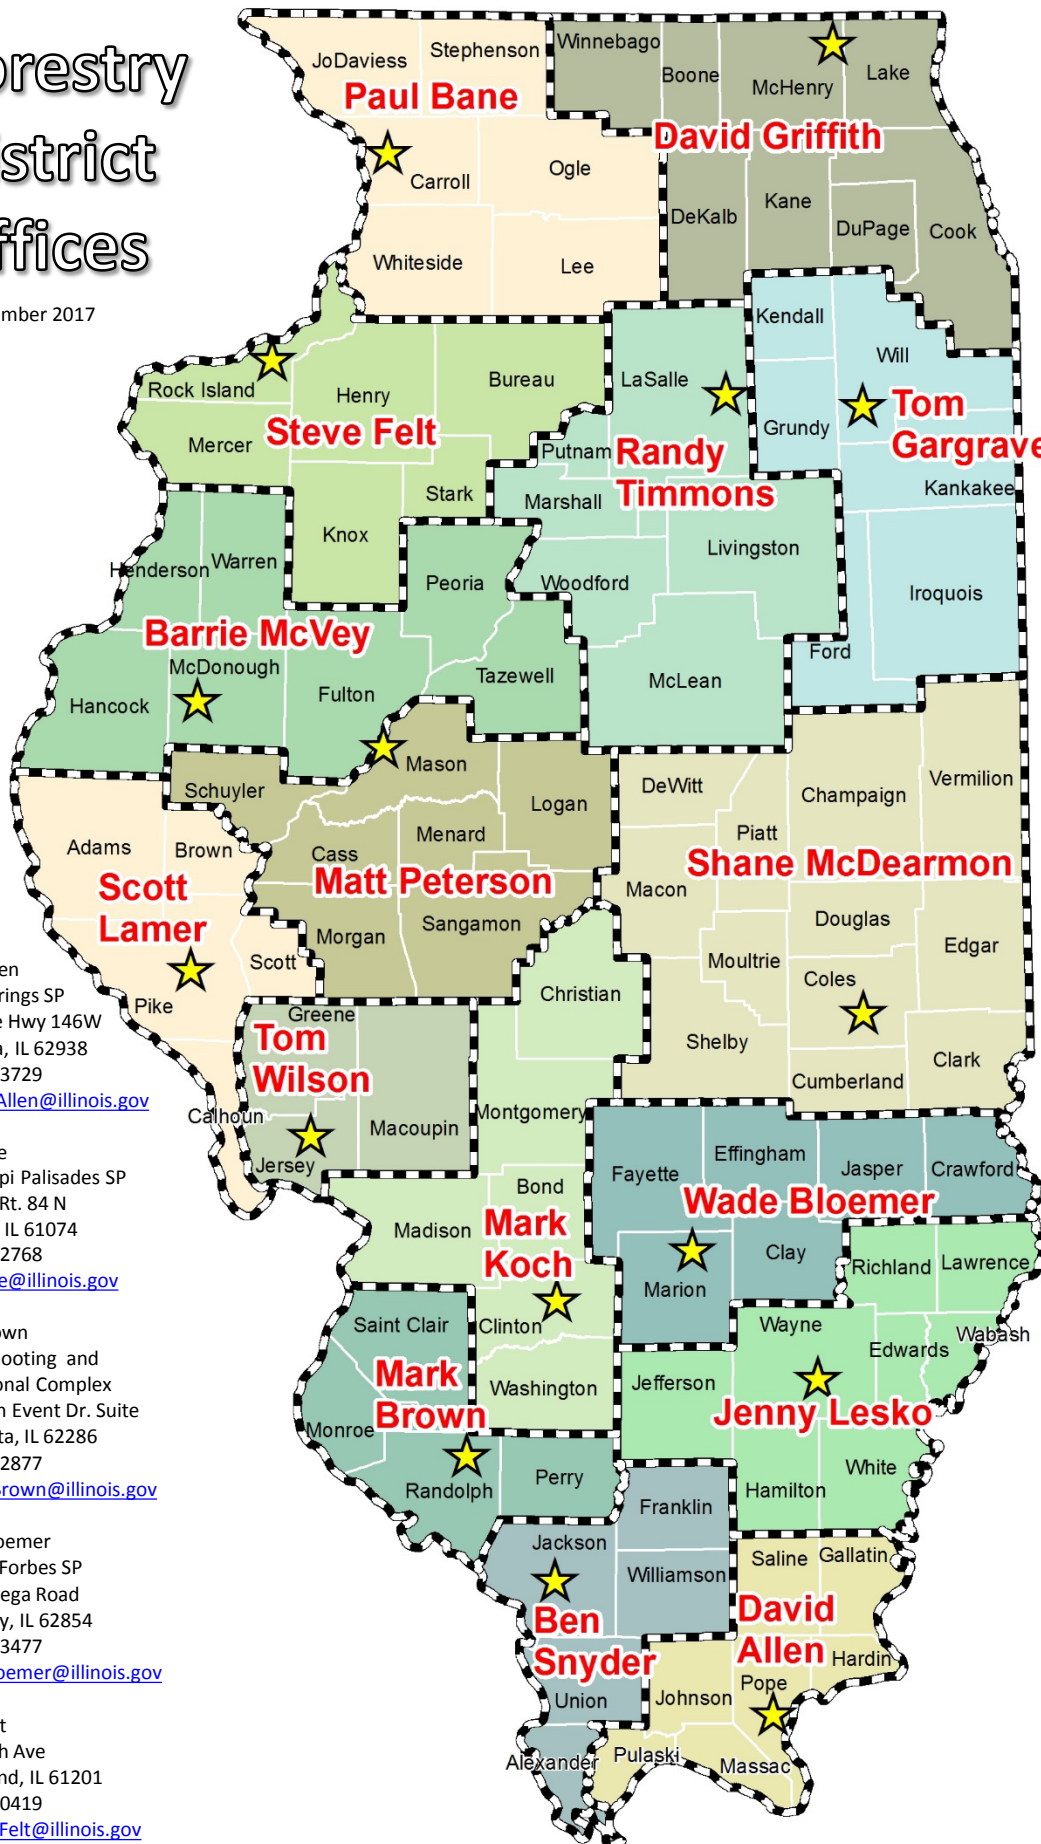 orestry
strict
ffices
mber 2017
JoDaviess
Stephenson
Winnebago
Boone
McHenry
Lake
Paul Bane
David Griffith
Carroll
Ogle
DeKalb
Kane
DuPage
Cook
Whiteside
Lee
Kendall
Will
Rock Island
Henry
Bureau
LaSalle
Grundy
Tom
Gargrave
Mercer
Steve Felt
Putnam
Randy
Timmons
Stark
Marshall
Kankakee
Knox
Henderson
Warren
Peoria
Woodford
Livingston
Iroquois
Barrie McVey
Ford
McDonough
Hancock
Fulton
Tazewell
McLean
Mason
Schuyler
Logan
DeWitt
Champaign
Vermilion
Adams
Brown
Cass
Menard
Piatt
Scott
Lamer
Matt Peterson
Shane McDearmon
Macon
Sangamon
Morgan
Douglas
Edgar
Scott
Moultrie
Coles
Pike
Christian
Shelby
Clark
Cumberland
Greene
Tom
Wilson
Calhoun
Macoupin
Montgomery
Jersey
Fayette
Effingham
Jasper
Crawford
Bond
Wade Bloemer
Madison
Mark
Koch
Clay
Marion
Richland
Lawrence
Clinton
Saint Clair
Wayne
Edwards
Wabash
Mark
Brown
Washington
Jefferson
Jenny Lesko
Monroe
Randolph
Perry
White
Hamilton
Franklin
Jackson
Saline
Gallatin
Williamson
Ben
Snyder
David
Allen
Hardin
Union
Johnson
Pope
Alexander
Pulaski
Massac
en
rings SP
e Hwy 146W
a, IL 62938
3729
Allen@illinois.gov
e
pi Palisades SP
Rt. 84 N
IL 61074
2768
e@illinois.gov
own
hooting and
onal Complex
n Event Dr. Suite
ta, IL 62286
2877
Brown@illinois.gov
oemer
Forbes SP
ega Road
y, IL 62854
3477
oemer@illinois.gov
t
h Ave
nd, IL 61201
0419
Felt@illinois.gov